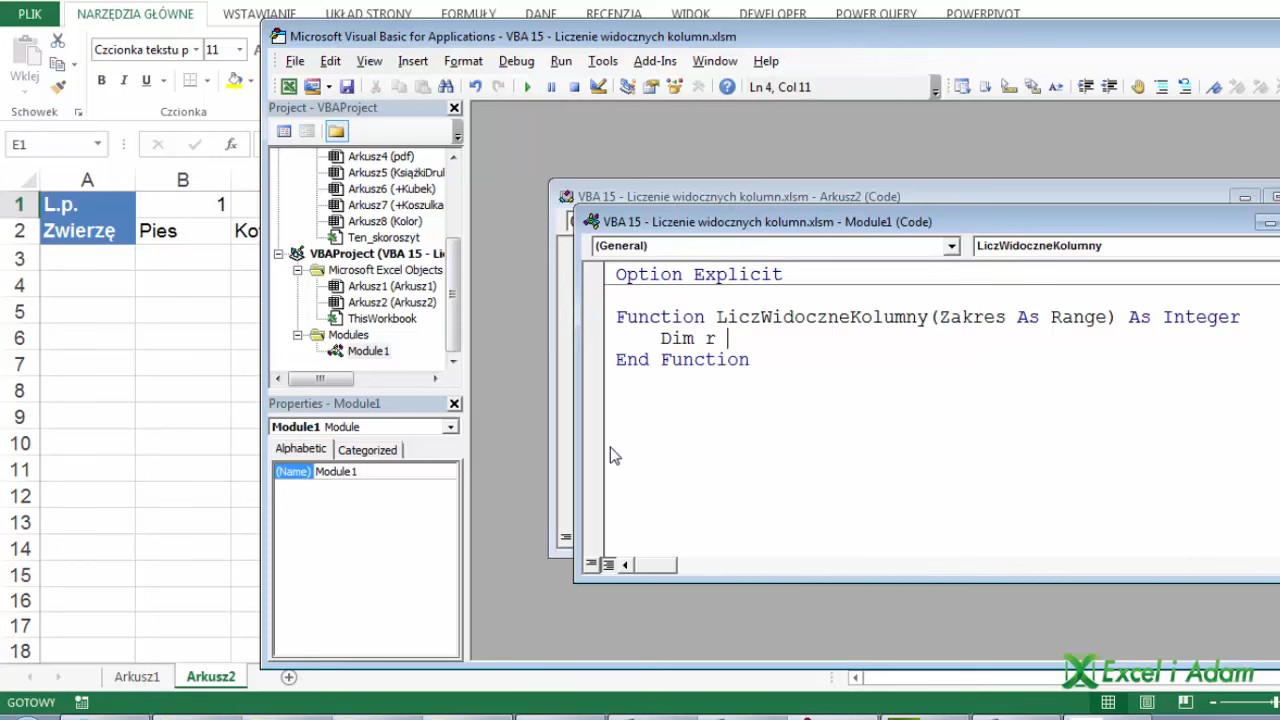 PLIK NARZĘDZIA GŁÓWNE WSTAWIANIE UKŁAD STRONY FORMUŁY DANE RECENZJA WIDOK DEWELOPER POWER QUERY POWERPIVOT
Wklej
Schowek
Czcionka tekstu p 11
B I U
Czcionka
E1
fx
A B
1 L.p. 1
2 Zwierzę Pies
3
4
5
6
7
8
9
10
11
12
13
14
15
16
17
18
Arkusz1 Arkusz2
GOTOWY
Microsoft Visual Basic for Applications - VBA 15 - Liczenie widocznych kolumn.xlsm
File Edit View Insert Format Debug Run Tools Add-Ins Window Help
Ln 4, Col 11
Project - VBAProject
Arkusz4 (pdf)
Arkusz5 (KsiążkiDruk
Arkusz6 (+Kubek)
Arkusz7 (+Koszulka
Arkusz8 (Kolor)
Ten_skoroszyt
VBAProject (VBA 15 - Li
Microsoft Excel Objects
Arkusz1 (Arkusz1)
Arkusz2 (Arkusz2)
ThisWorkbook
Modules
Module1
Properties - Module1
Module1 Module
Alphabetic Categorized
(Name) Module1
VBA 15 - Liczenie widocznych kolumn.xlsm - Arkusz2 (Code)
VBA 15 - Liczenie widocznych kolumn.xlsm - Module1 (Code)
(General) LiczWidoczneKolumny
Option Explicit
Function LiczWidoczneKolumny(Zakres As Range) As Integer
Dim r
End Function
Excel i Adam